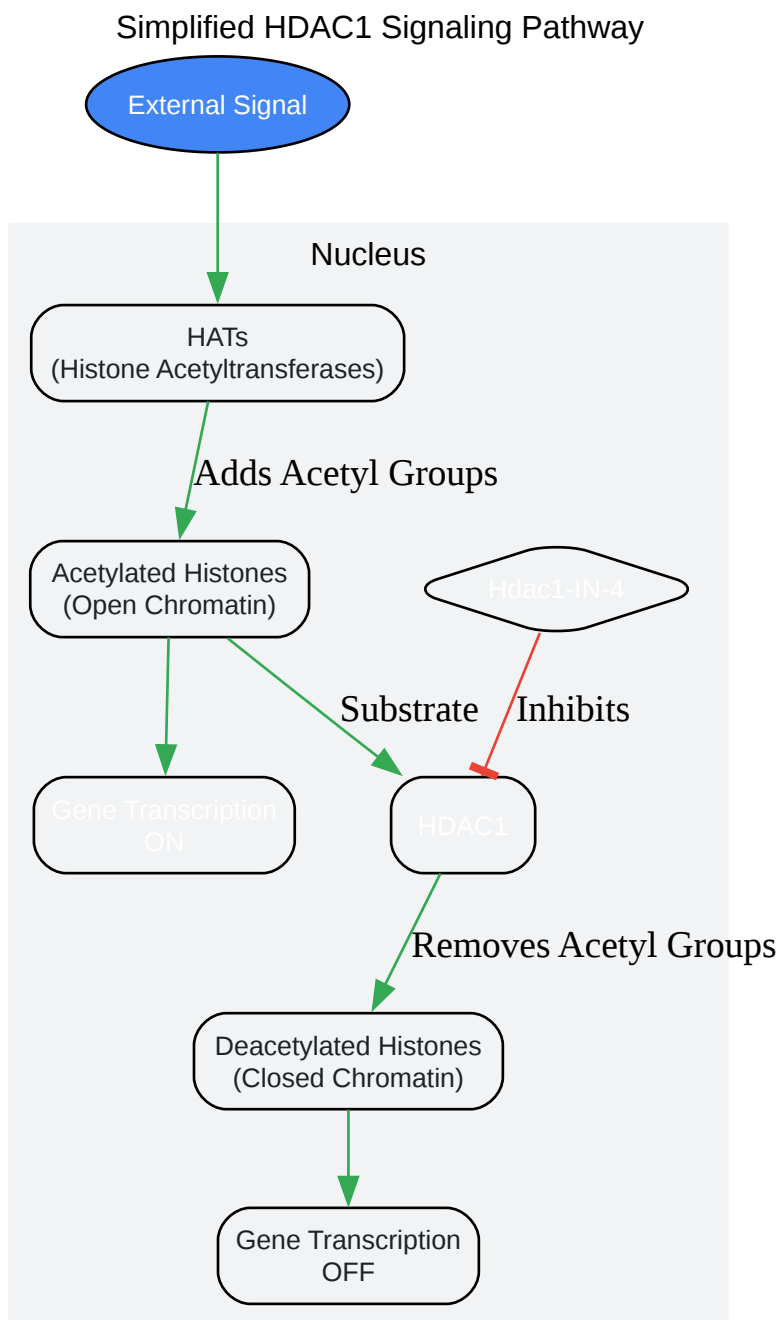 Simplified HDAC1 Signaling Pathway
External Signal
Nucleus
HATs
(Histone Acetyltransferases)
Adds Acetyl Groups
Acetylated Histones
(Open Chromatin)
Hdac1-IN-4
Substrate
Inhibits
Gene Transcription
ON
HDAC1
Removes Acetyl Groups
Deacetylated Histones
(Closed Chromatin)
Gene Transcription
OFF